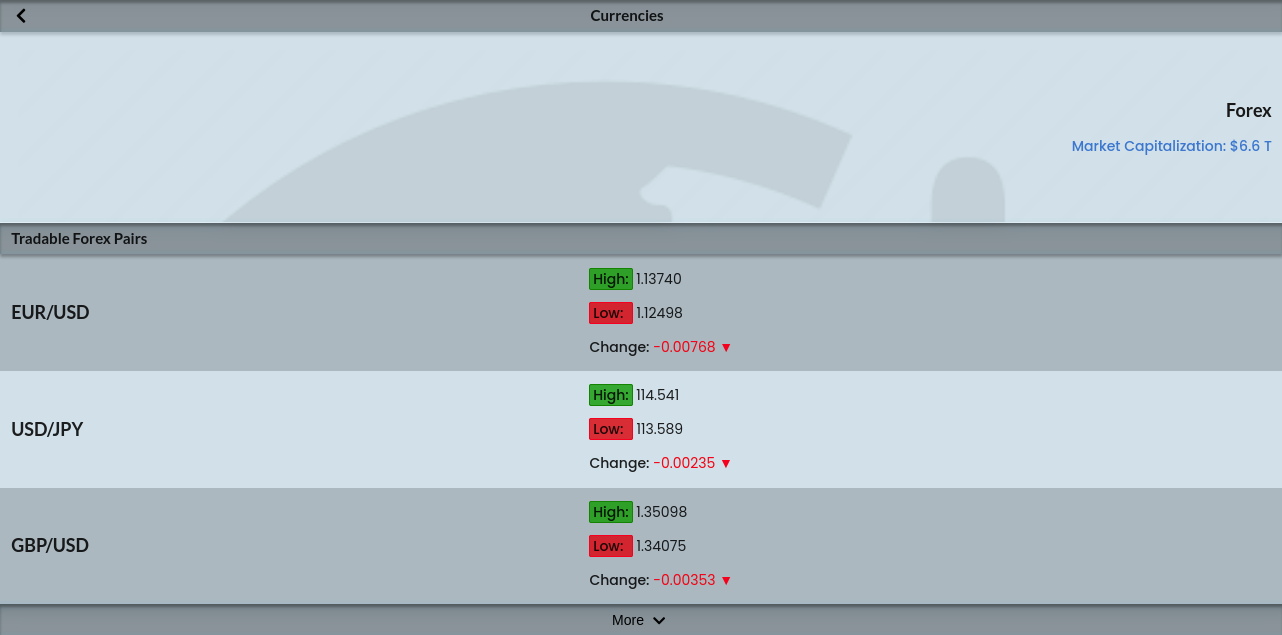 Currencies
Forex
Market Capitalization: $6.6 T
Tradable Forex Pairs
EUR/USD
High: 1.13740
Low: 1.12498
Change: -0.00768 ▼
USD/JPY
High: 114.541
Low: 113.589
Change: -0.00235 ▼
GBP/USD
High: 1.35098
Low: 1.34075
Change: -0.00353 ▼
More